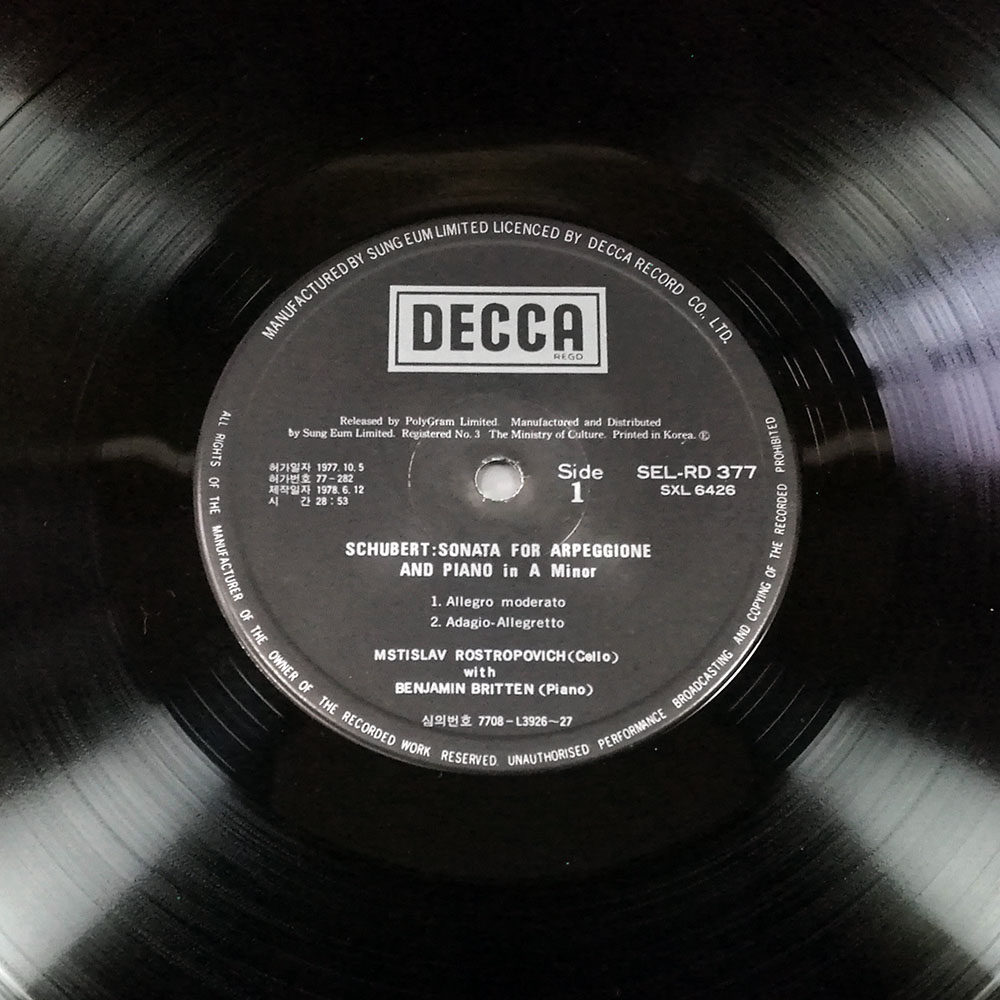 MANUFACTURED BY SUNG EUM LIMITED LICENCED BY DECCA RECORD CO., LTD.
DECCA
REGD
Released by PolyGram Limited. Manufactured and Distributed
by Sung Eum Limited. Registered No. 3 The Ministry of Culture. Printed in Korea. Ⓟ
허가일자 1977. 10. 5
허가번호 77-282
제작일자 1978. 6. 12
시 간 28 : 53
Side
1
SEL-RD 377
SXL 6426
SCHUBERT:SONATA FOR ARPEGGIONE
AND PIANO in A Minor
1. Allegro moderato
2. Adagio-Allegretto
MSTISLAV ROSTROPOVICH(Cello)
with
BENJAMIN BRITTEN (Piano)
심의번호 7708-L3926~27
ALL RIGHTS OF THE MANUFACTURER OF THE OWNER OF THE RECORDED WORK RESERVED. UNAUTHORISED PERFORMANCE BROADCASTING AND COPYING OF THE RECORDED PROHIBITED